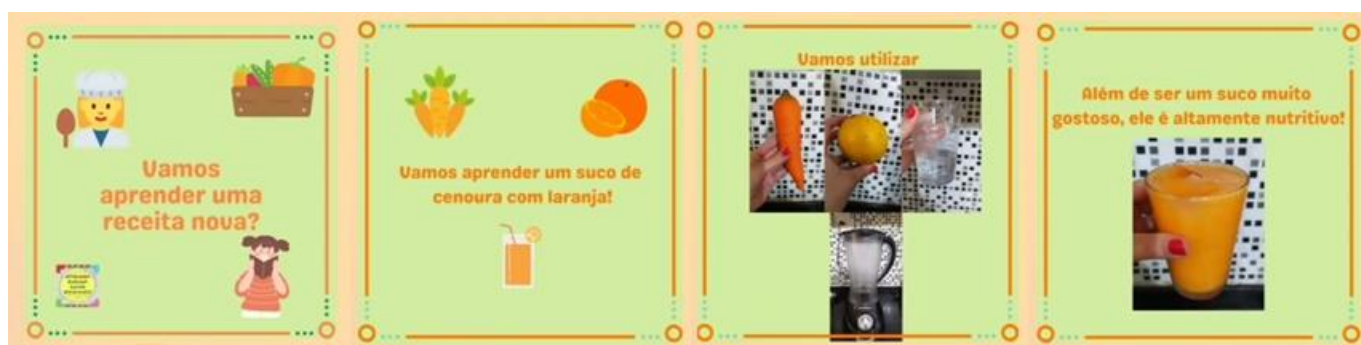 Vamos
aprender uma
receita nova?
Vamos aprender um suco de
cenoura com laranja!
Vamos utilizar
Além de ser um suco muito
gostoso, ele é altamente nutritivo!